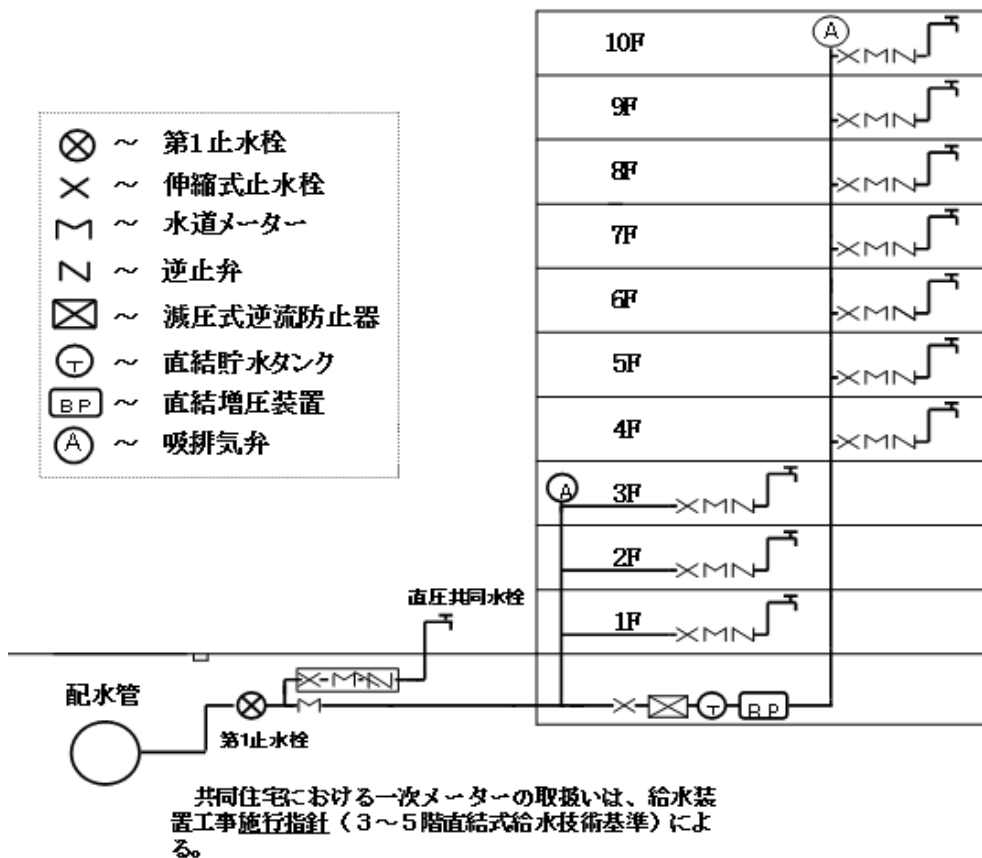 10F
9F
8F
7F
6F
5F
4F
3F
2F
1F
A
A
～ 第1止水栓
～ 伸縮式止水栓
～ 水道メーター
～ 逆止弁
～ 減圧式逆流防止器
T ～ 直結貯水タンク
BP ～ 直結増圧装置
A ～ 吸排気弁
直圧共同水栓
配水管
第1止水栓
T
BP
共同住宅における一次メーターの取扱いは、給水装
置工事施行指針（3～5階直結式給水技術基準）によ
る。